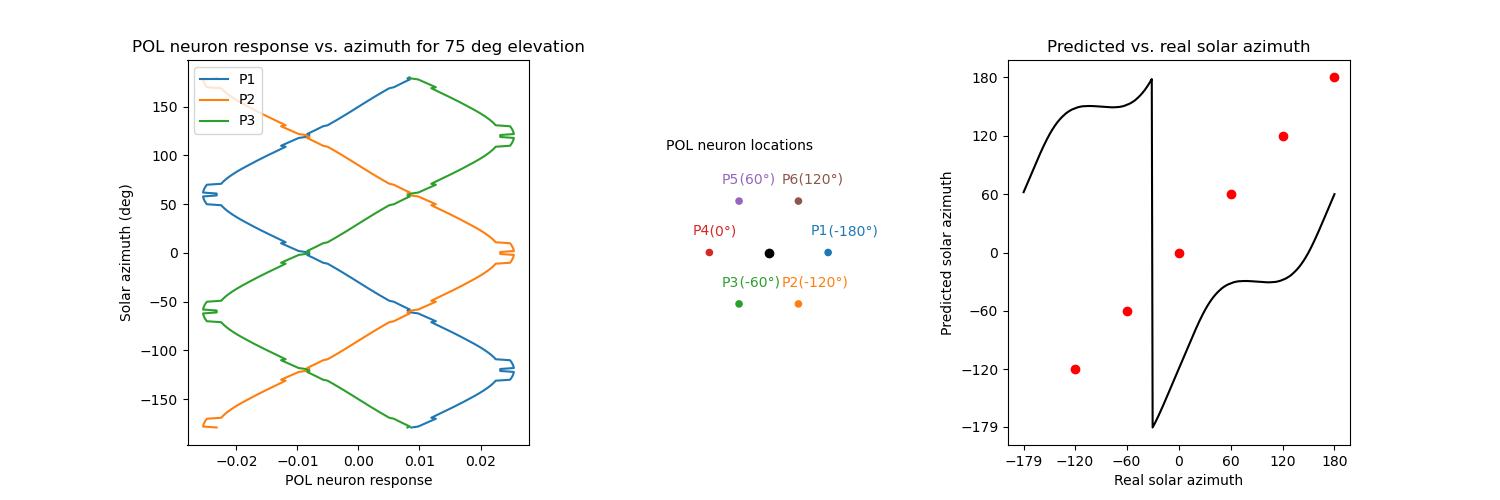 POL neuron response vs. azimuth for 75 deg elevation
P1
P2
P3
150
100
50
0
−50
−100
−150
Solar azimuth (deg)
−0.02 −0.01 0.00 0.01 0.02
POL neuron response
POL neuron locations
P5(60°) P6(120°)
P4(0°) P1(-180°)
P3(-60°) P2(-120°)
Predicted vs. real solar azimuth
180
120
60
0
−60
−120
−179
Predicted solar azimuth
−179 −120 −60 0 60 120 180
Real solar azimuth